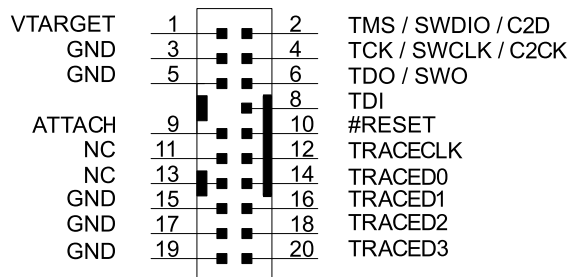 VTARGET 1 2 TMS / SWDIO / C2D
GND 3 4 TCK / SWCLK / C2CK
GND 5 6 TDO / SWO
8 TDI
ATTACH 9 10 #RESET
NC 11 12 TRACECLK
NC 13 14 TRACED0
GND 15 16 TRACED1
GND 17 18 TRACED2
GND 19 20 TRACED3